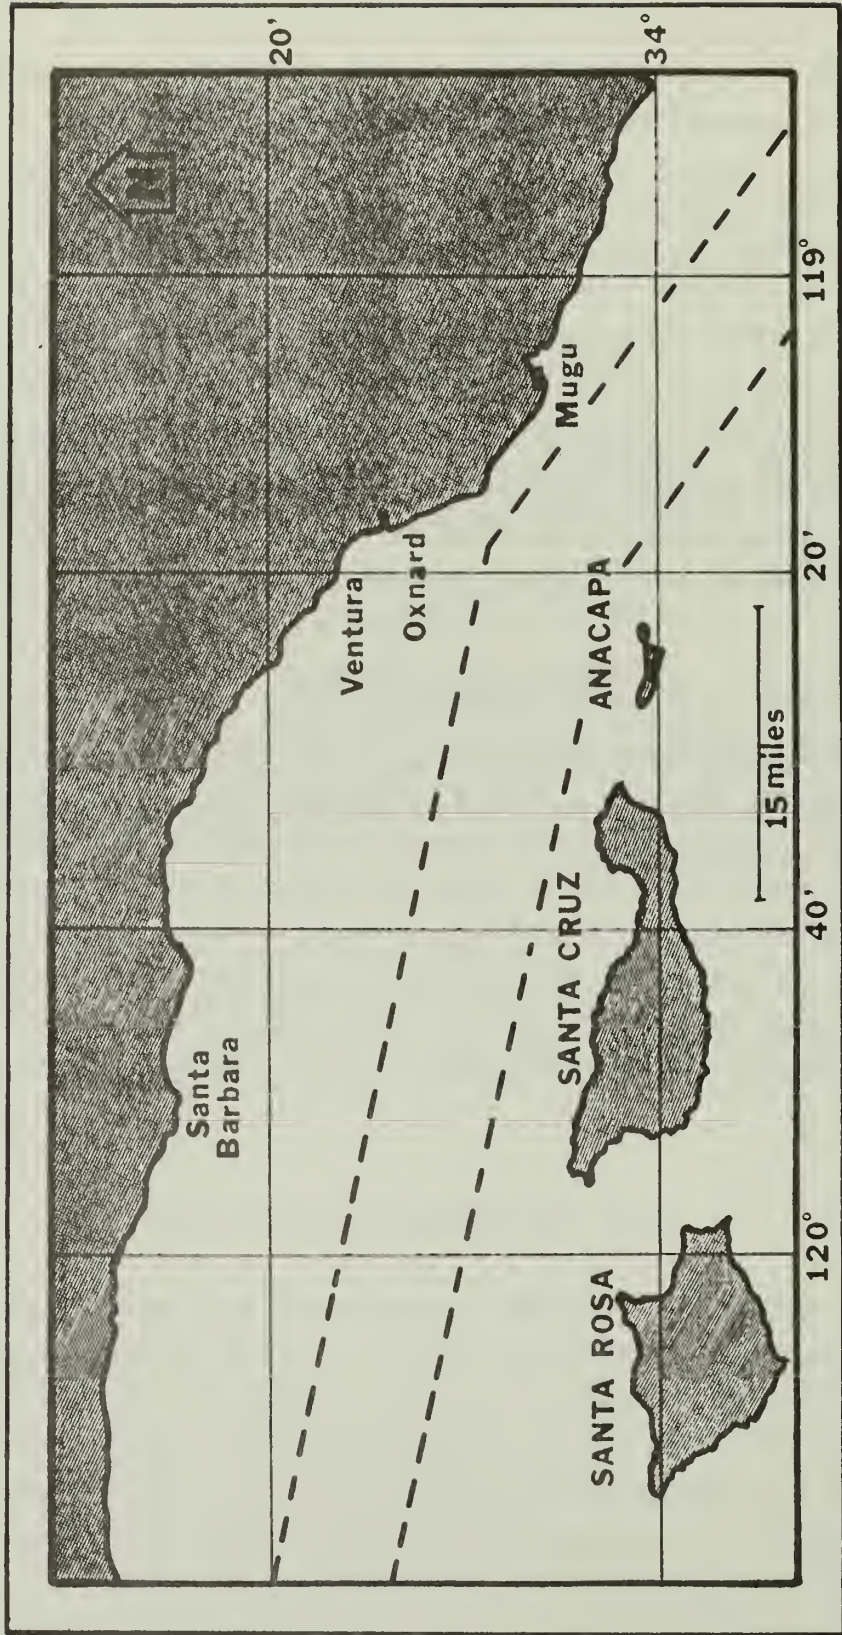 N
20'
34°
Santa
Barbara
Ventura
Oxnard
Mugu
SANTA ROSA
SANTA CRUZ
ANACAPA
15 miles
120°
40'
20'
119°